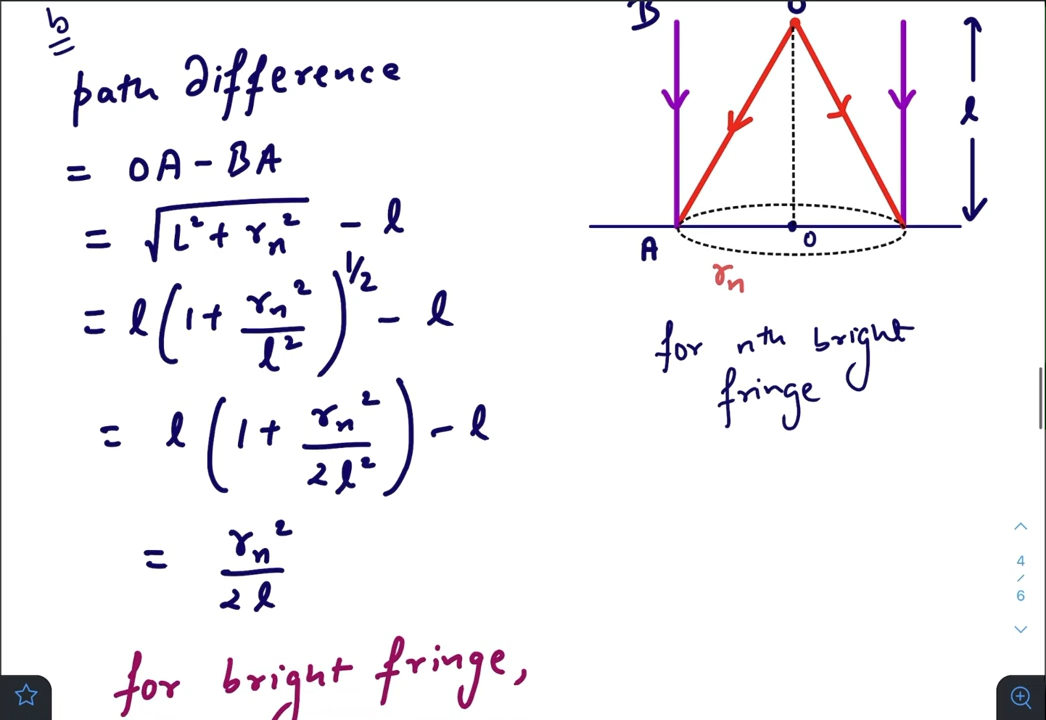 b
path difference
= OA - BA
= √(L² + rₙ²) - l
= l(1 + rₙ²/l²)^1/2 - l
= l(1 + rₙ²/2l²) - l
= rₙ²/2l
for bright fringe,
B
l
A
O
rₙ
for nth bright
fringe
4
/
6